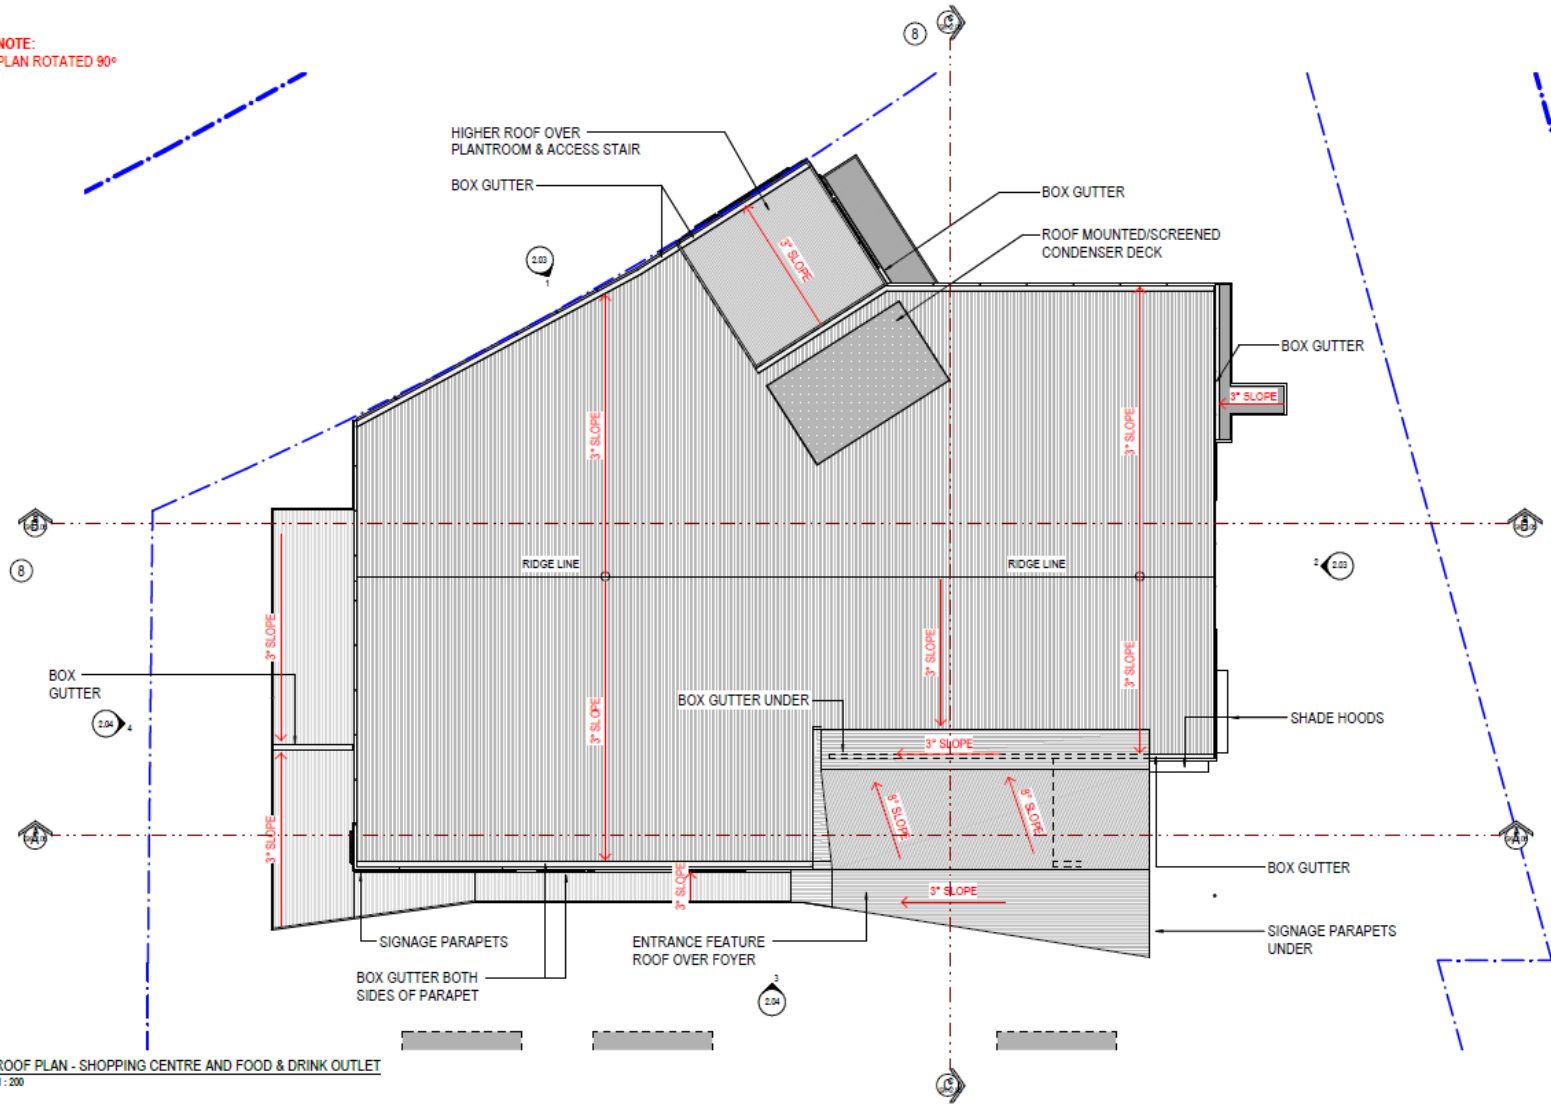 NOTE:
PLAN ROTATED 90º
8
C
HIGHER ROOF OVER
PLANTROOM & ACCESS STAIR
BOX GUTTER
BOX GUTTER
ROOF MOUNTED/SCREENED
CONDENSER DECK
3° SLOPE
2.03
1
BOX GUTTER
3° SLOPE
3° SLOPE
3° SLOPE
B
B
8
RIDGE LINE
RIDGE LINE
2
2.03
3° SLOPE
3° SLOPE
3° SLOPE
BOX
GUTTER
BOX GUTTER UNDER
2.04
4
SHADE HOODS
3° SLOPE
3° SLOPE
8° SLOPE
8° SLOPE
A
A
3° SLOPE
3° SLOPE
BOX GUTTER
3° SLOPE
SIGNAGE PARAPETS
ENTRANCE FEATURE
ROOF OVER FOYER
SIGNAGE PARAPETS
UNDER
BOX GUTTER BOTH
SIDES OF PARAPET
3
2.04
ROOF PLAN - SHOPPING CENTRE AND FOOD & DRINK OUTLET
: 200
C